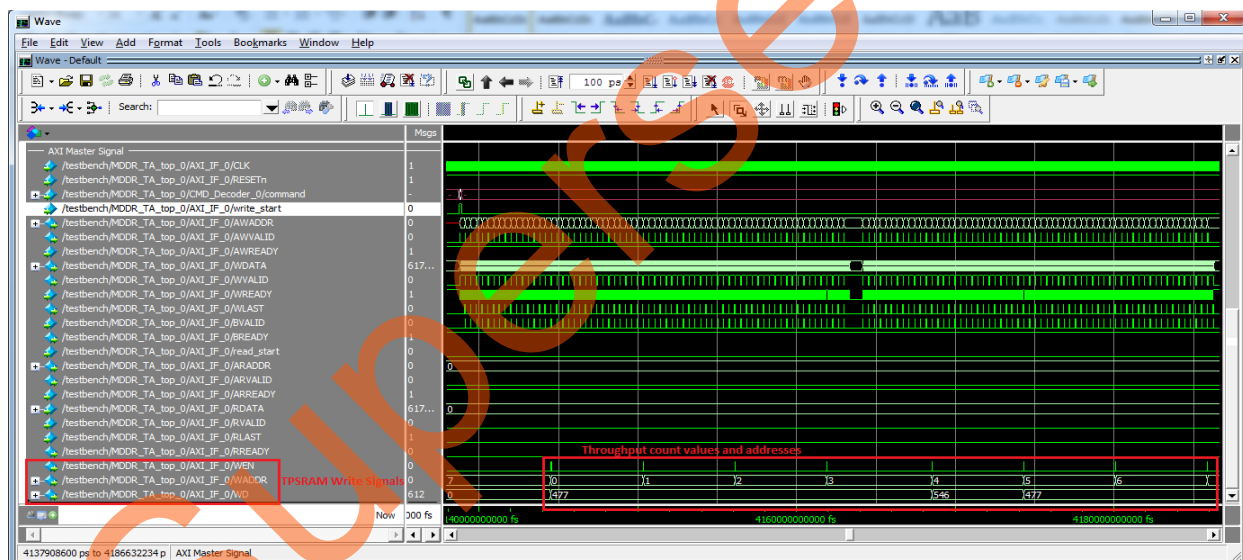 Wave
File Edit View Add Format Tools Bookmarks Window Help
Wave - Default
100 ps
Search:
Msgs
AXI Master Signal
/testbench/MDDR_TA_top_0/AXI_IF_0/CLK 1
/testbench/MDDR_TA_top_0/AXI_IF_0/RESETn 1
/testbench/MDDR_TA_top_0/CMD_Decoder_0/command -
/testbench/MDDR_TA_top_0/AXI_IF_0/write_start 0
/testbench/MDDR_TA_top_0/AXI_IF_0/AWADDR 0
/testbench/MDDR_TA_top_0/AXI_IF_0/AWVALID 0
/testbench/MDDR_TA_top_0/AXI_IF_0/AWREADY 1
/testbench/MDDR_TA_top_0/AXI_IF_0/WDATA 617...
/testbench/MDDR_TA_top_0/AXI_IF_0/WVALID 0
/testbench/MDDR_TA_top_0/AXI_IF_0/WREADY 1
/testbench/MDDR_TA_top_0/AXI_IF_0/WLAST 0
/testbench/MDDR_TA_top_0/AXI_IF_0/BVALID 0
/testbench/MDDR_TA_top_0/AXI_IF_0/BREADY 1
/testbench/MDDR_TA_top_0/AXI_IF_0/read_start 0
/testbench/MDDR_TA_top_0/AXI_IF_0/ARADDR 0 0
/testbench/MDDR_TA_top_0/AXI_IF_0/ARVALID 0
/testbench/MDDR_TA_top_0/AXI_IF_0/ARREADY 1
/testbench/MDDR_TA_top_0/AXI_IF_0/RDATA 617... 0
/testbench/MDDR_TA_top_0/AXI_IF_0/RVALID 0
/testbench/MDDR_TA_top_0/AXI_IF_0/RLAST 1
/testbench/MDDR_TA_top_0/AXI_IF_0/RREADY 0
Throughput count values and addresses
/testbench/MDDR_TA_top_0/AXI_IF_0/WEN 0
/testbench/MDDR_TA_top_0/AXI_IF_0/WADDR TPSRAM Write Signals 0 7 0 1 2 3 4 5 6
/testbench/MDDR_TA_top_0/AXI_IF_0/WD 612 0 477 546 477
Now 000 fs 140000000000 fs 4160000000000 fs 4180000000000 fs
4137908600 ps to 4186632234 p AXI Master Signal
Superse